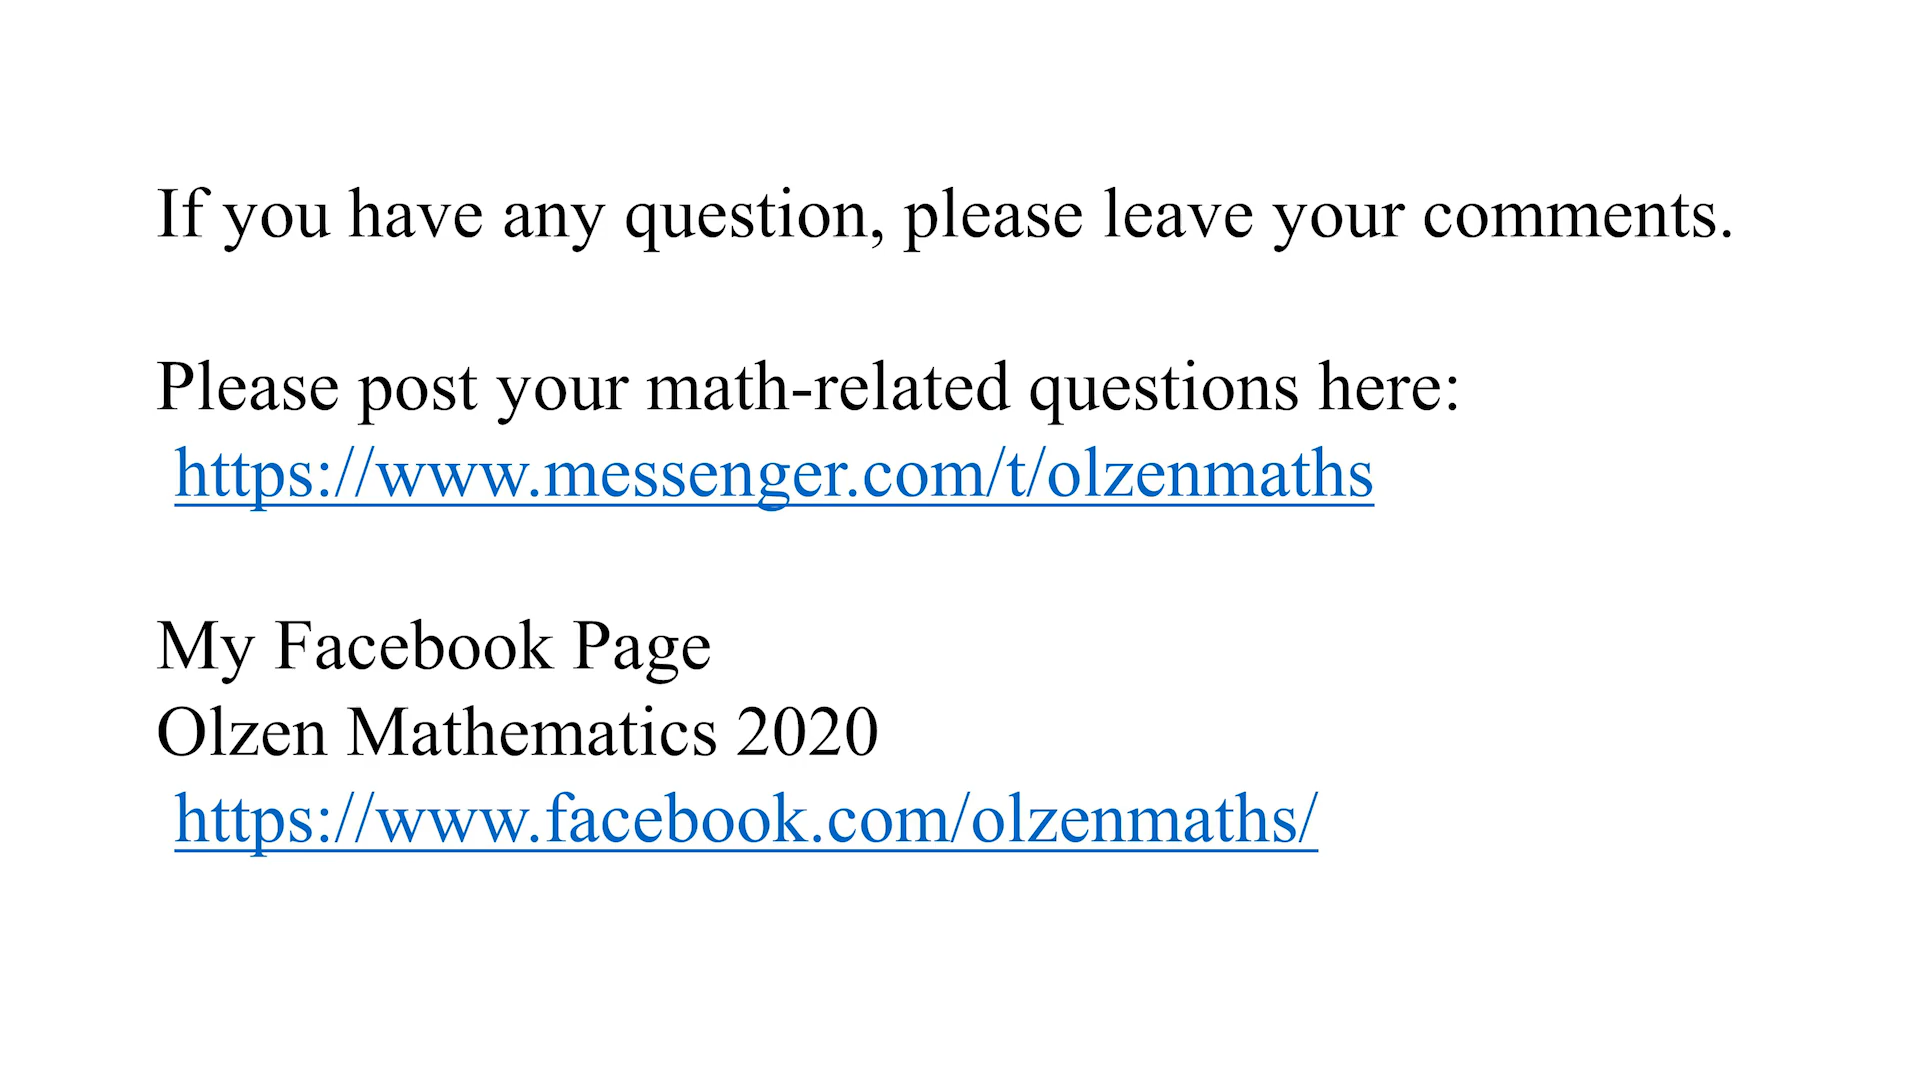 If you have any question, please leave your comments.
Please post your math-related questions here:
https://www.messenger.com/t/olzenmaths
My Facebook Page
Olzen Mathematics 2020
https://www.facebook.com/olzenmaths/